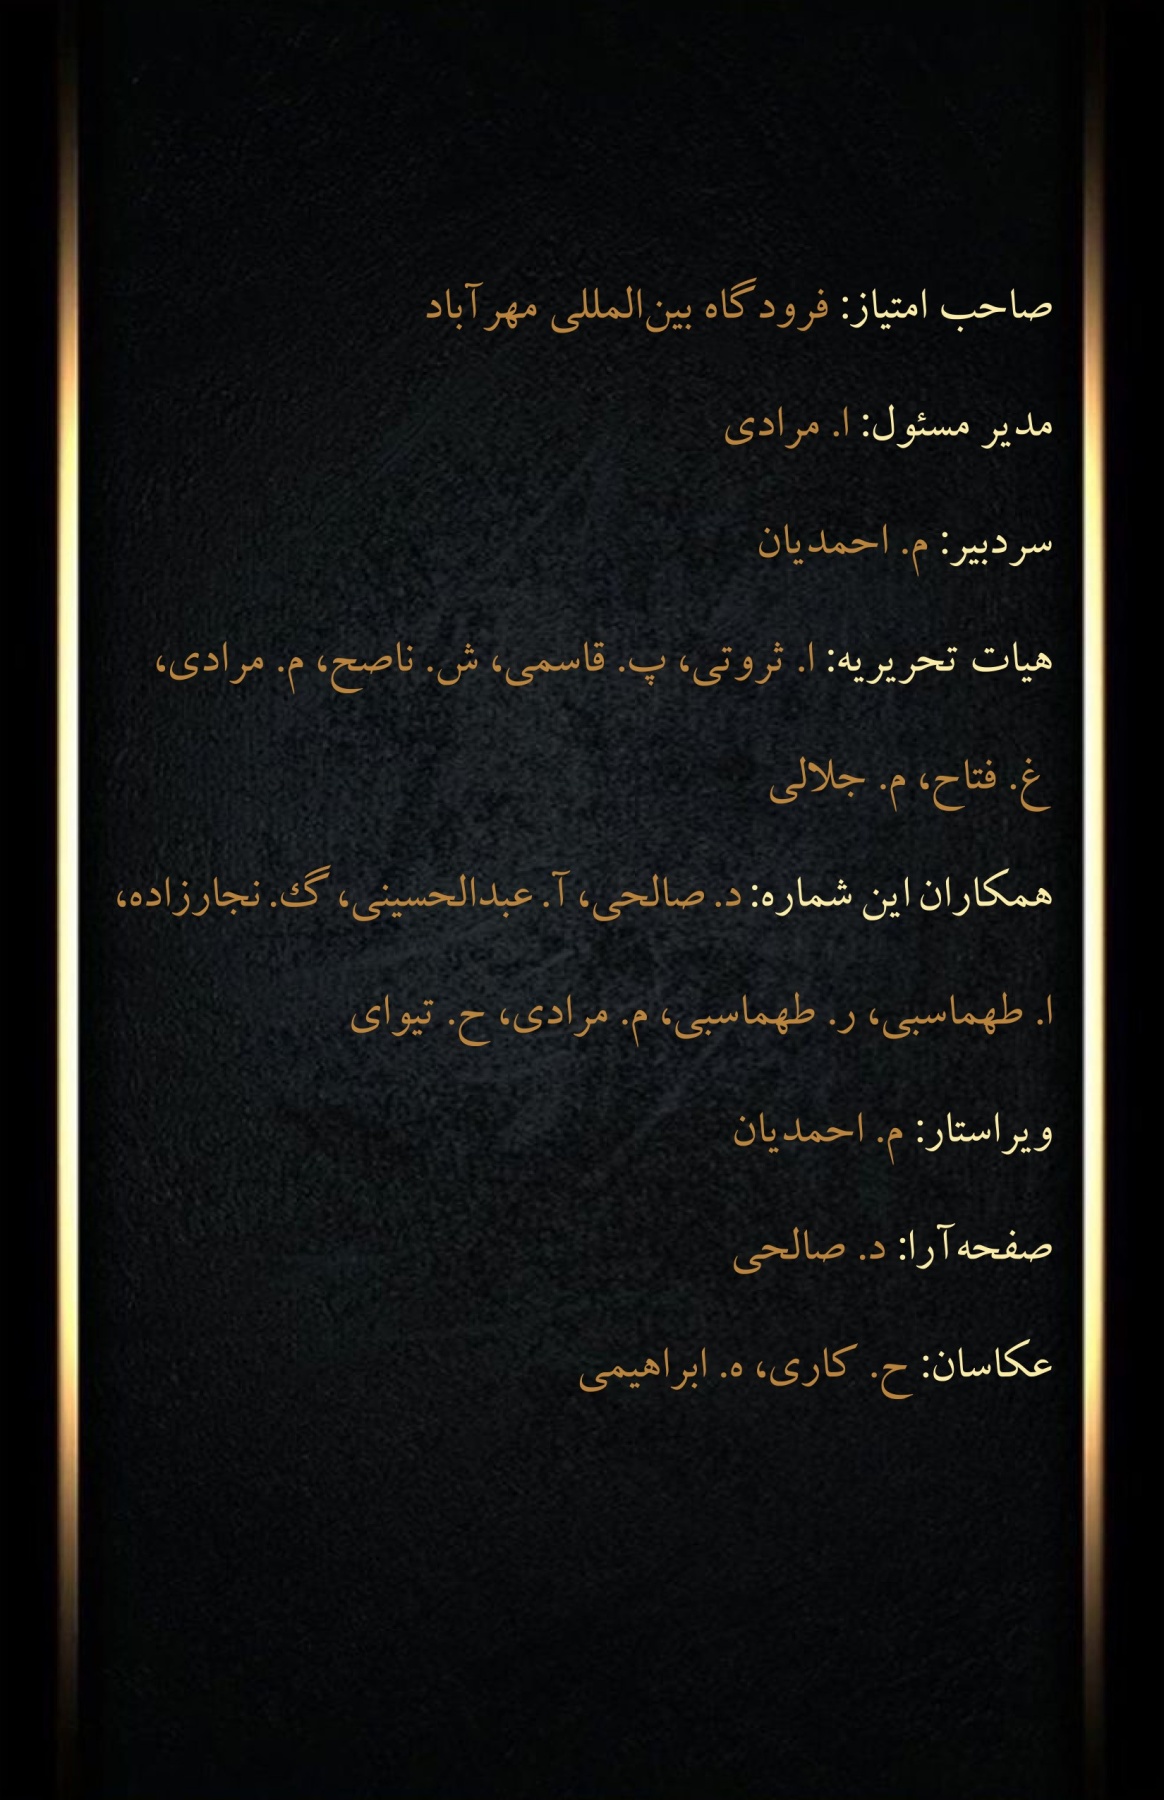 صاحب امتیاز: فرودگاه بین‌المللی مهرآباد
مدیر مسئول: ا. مرادی
سردبیر: م. احمدیان
هیات تحریریه: ا. ثروتی، پ. قاسمی، ش. ناصح، م. مرادی،
غ. فتاح، م. جلالی
همکاران این شماره: د. صالحی، آ. عبدالحسینی، گ. نجارزاده،
ا. طهماسبی، ر. طهماسبی، م. مرادی، ح. تیوای
ویراستار: م. احمدیان
صفحه‌آرا: د. صالحی
عکاسان: ح. کاری، ه. ابراهیمی